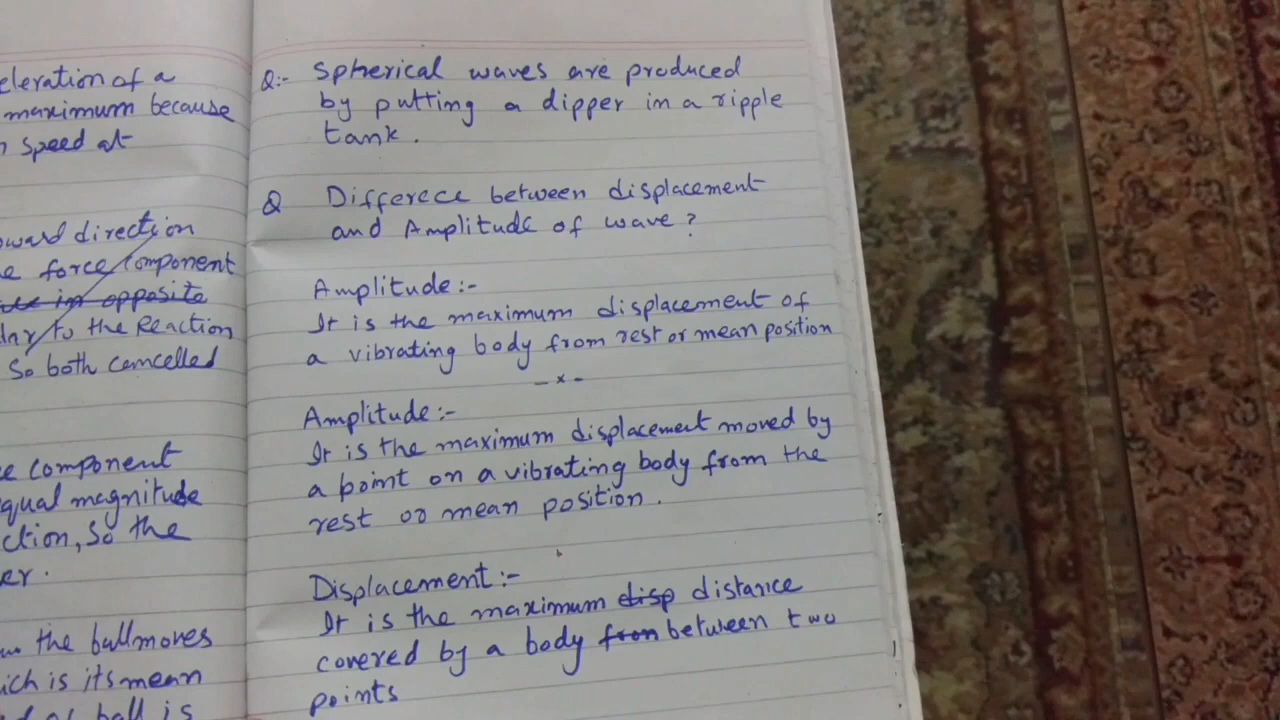 eleration of a
maximum because
speed at
ward direction
force component
in opposite
to the Reaction
So both cancelled
component
qual magnitude
ction, So the
er.
the ball moves
ich is its mean
ball is
Q:- Spherical waves are produced
by putting a dipper in a ripple
tank.
Q Differece between displacement
and Amplitude of wave?
Amplitude:-
It is the maximum displacement of
a vibrating body from rest or mean position
-x-
Amplitude:-
It is the maximum displacement moved by
a point on a vibrating body from the
rest or mean position.
Displacement:-
It is the maximum disp distance
covered by a body from between two
points